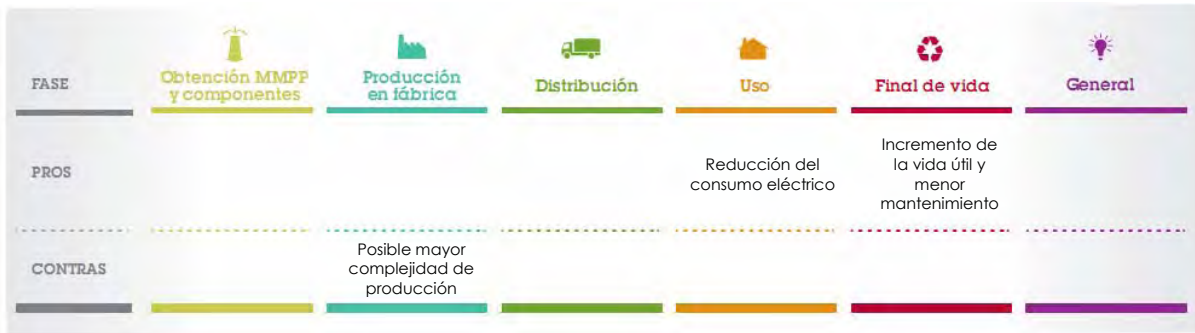 FASE
Obtención MMPP
y componentes
Producción
en fábrica
Distribución
Uso
Final de vida
General
PROS
Reducción del
consumo eléctrico
Incremento de
la vida útil y
menor
mantenimiento
CONTRAS
Posible mayor
complejidad de
producción